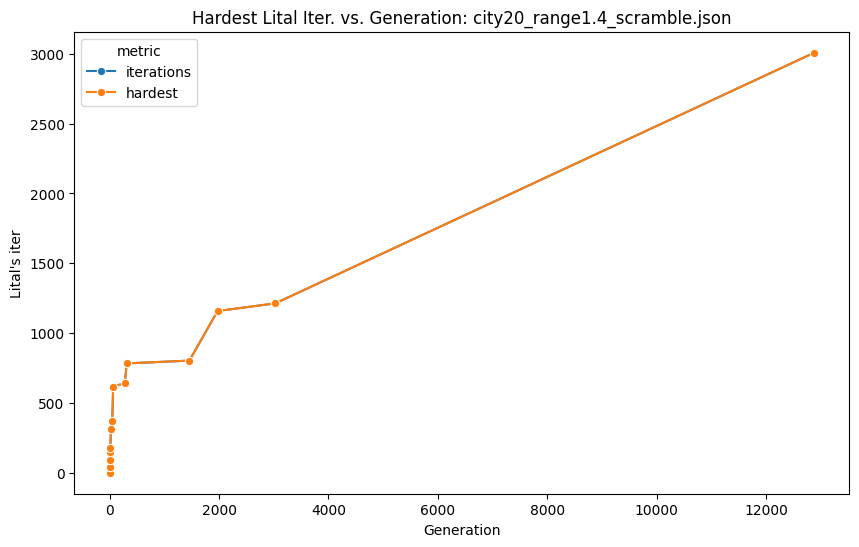 Hardest Lital Iter. vs. Generation: city20_range1.4_scramble.json
metric
iterations
hardest
3000
2500
2000
1500
1000
500
0
Lital's iter
0 2000 4000 6000 8000 10000 12000
Generation